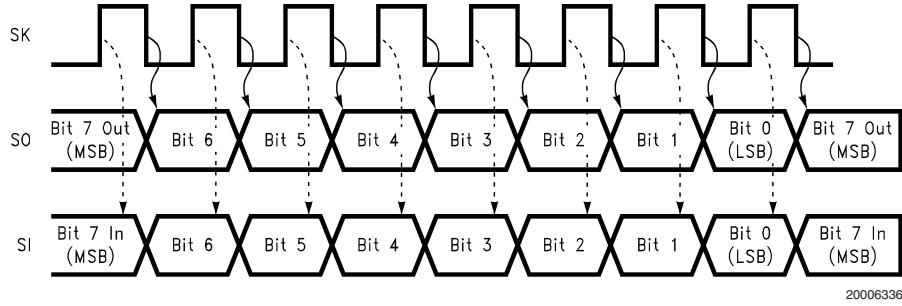 SK
SO
Bit 7 Out
(MSB)
Bit 6
Bit 5
Bit 4
Bit 3
Bit 2
Bit 1
Bit 0
(LSB)
Bit 7 Out
(MSB)
SI
Bit 7 In
(MSB)
Bit 6
Bit 5
Bit 4
Bit 3
Bit 2
Bit 1
Bit 0
(LSB)
Bit 7 In
(MSB)
20006336